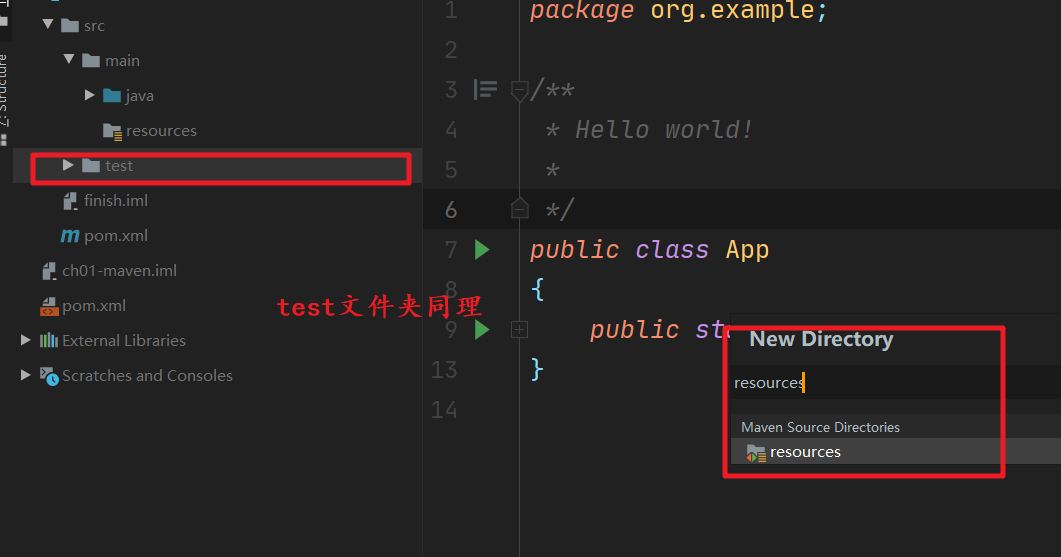 src
main
java
resources
test
finish.iml
pom.xml
ch01-maven.iml
pom.xml
External Libraries
Scratches and Consoles
Z: Structure
test文件夹同理
1 package org.example;
2
3 /**
4 * Hello world!
5 *
6 */
7 public class App
8 {
9 public st
13 }
14
New Directory
resources
Maven Source Directories
resources